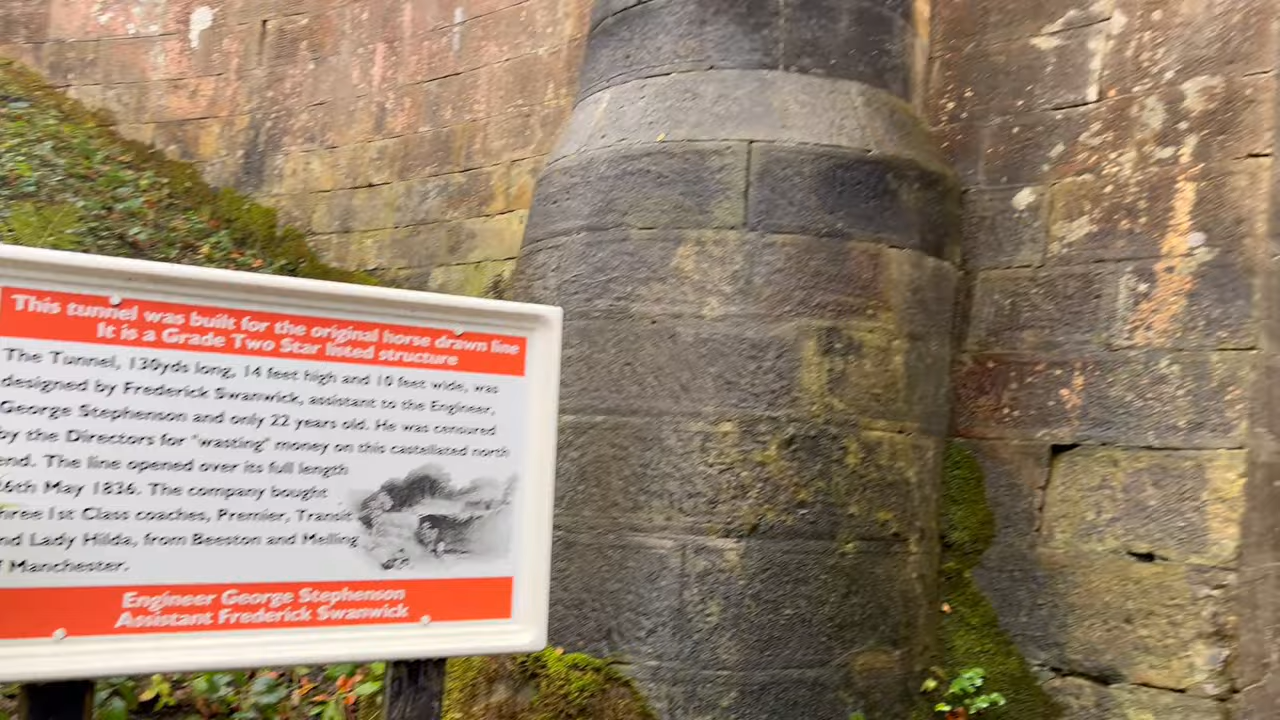 This tunnel was built for the original horse drawn line
It is a Grade Two Star listed structure
The Tunnel, 130yds long, 14 feet high and 10 feet wide, was
designed by Frederick Swanwick, assistant to the Engineer,
George Stephenson and only 22 years old. He was censured
by the Directors for "wasting" money on this castellated north
end. The line opened over its full length
26th May 1836. The company bought
three 1st Class coaches, Premier, Transit
and Lady Hilda, from Beeston and Melling
Manchester.
Engineer George Stephenson
Assistant Frederick Swanwick